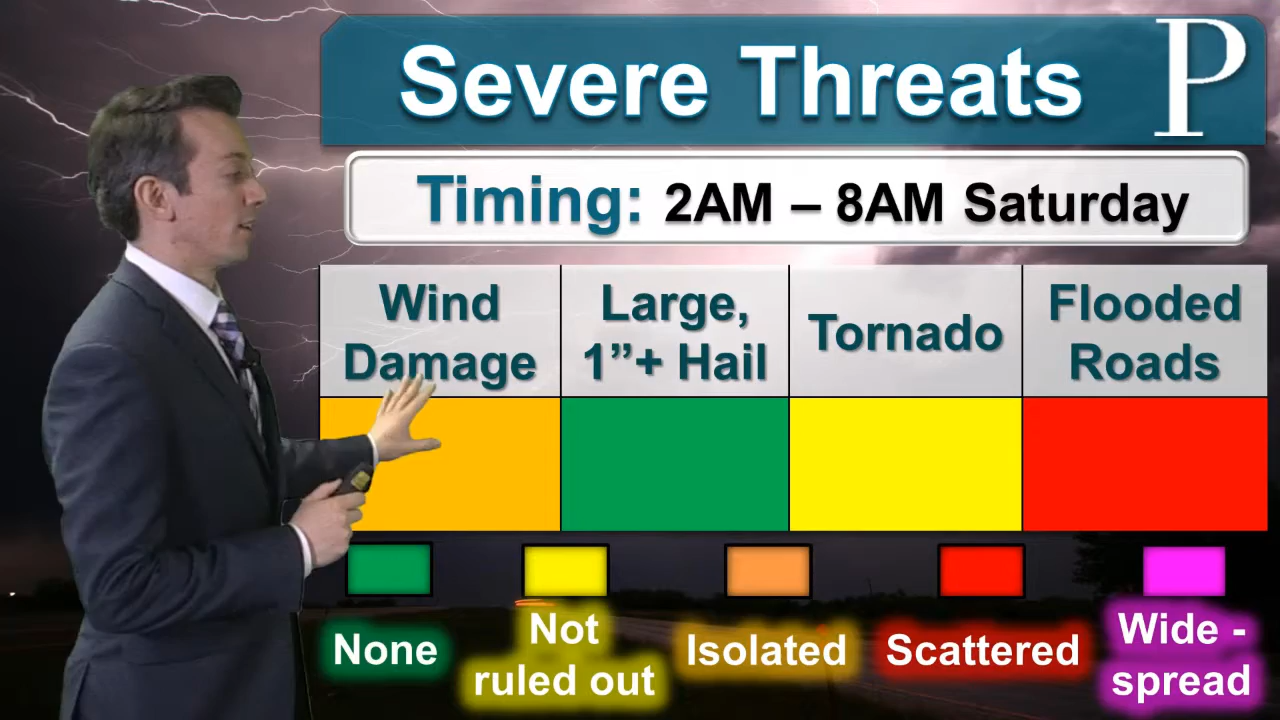 Severe Threats
P
Timing: 2AM – 8AM Saturday
Wind
Damage
Large,
1”+ Hail
Tornado
Flooded
Roads
None
Not
ruled out
Isolated
Scattered
Wide -
spread